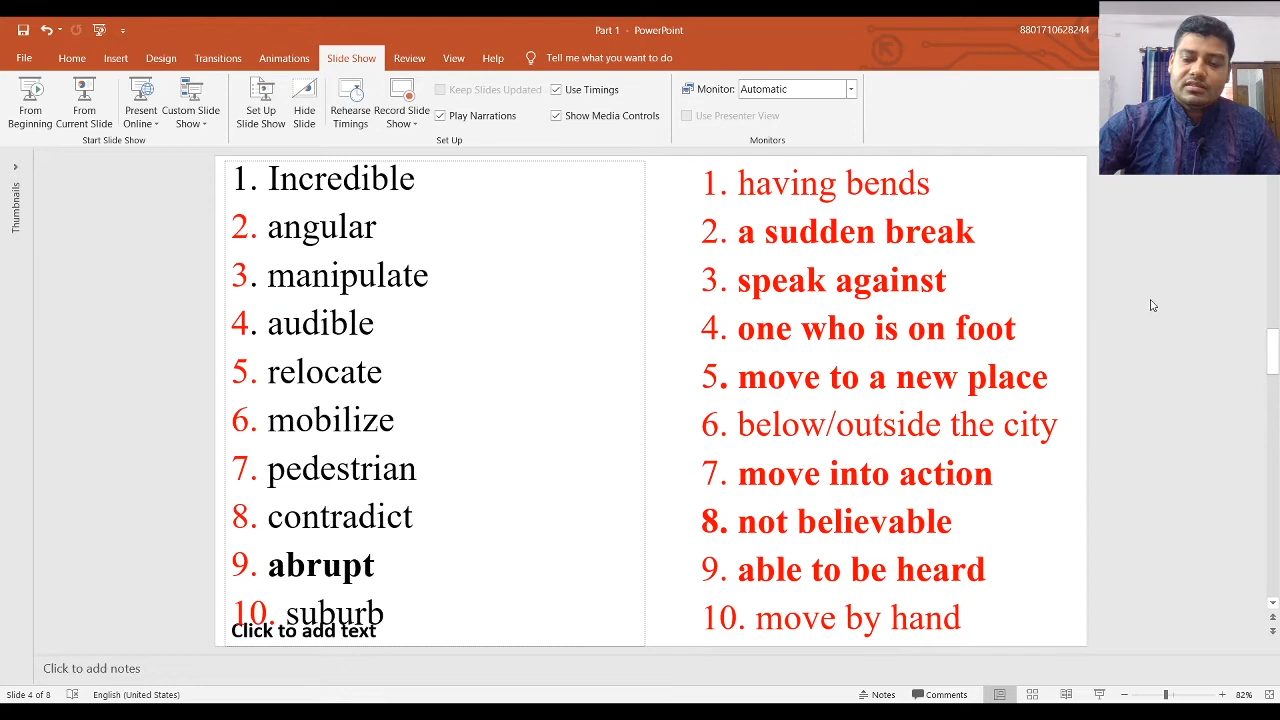 Part 1 - PowerPoint
8801710628244
File Home Insert Design Transitions Animations Slide Show Review View Help Tell me what you want to do
From Beginning
From Current Slide
Present Online
Custom Slide Show
Start Slide Show
Set Up Slide Show
Hide Slide
Rehearse Timings
Record Slide Show
Keep Slides Updated
Play Narrations
Use Timings
Show Media Controls
Set Up
Monitor: Automatic
Use Presenter View
Monitors
Thumbnails
1. Incredible
2. angular
3. manipulate
4. audible
5. relocate
6. mobilize
7. pedestrian
8. contradict
9. abrupt
10. suburb
Click to add text
1. having bends
2. a sudden break
3. speak against
4. one who is on foot
5. move to a new place
6. below/outside the city
7. move into action
8. not believable
9. able to be heard
10. move by hand
Click to add notes
Slide 4 of 8 English (United States) Notes Comments 82%